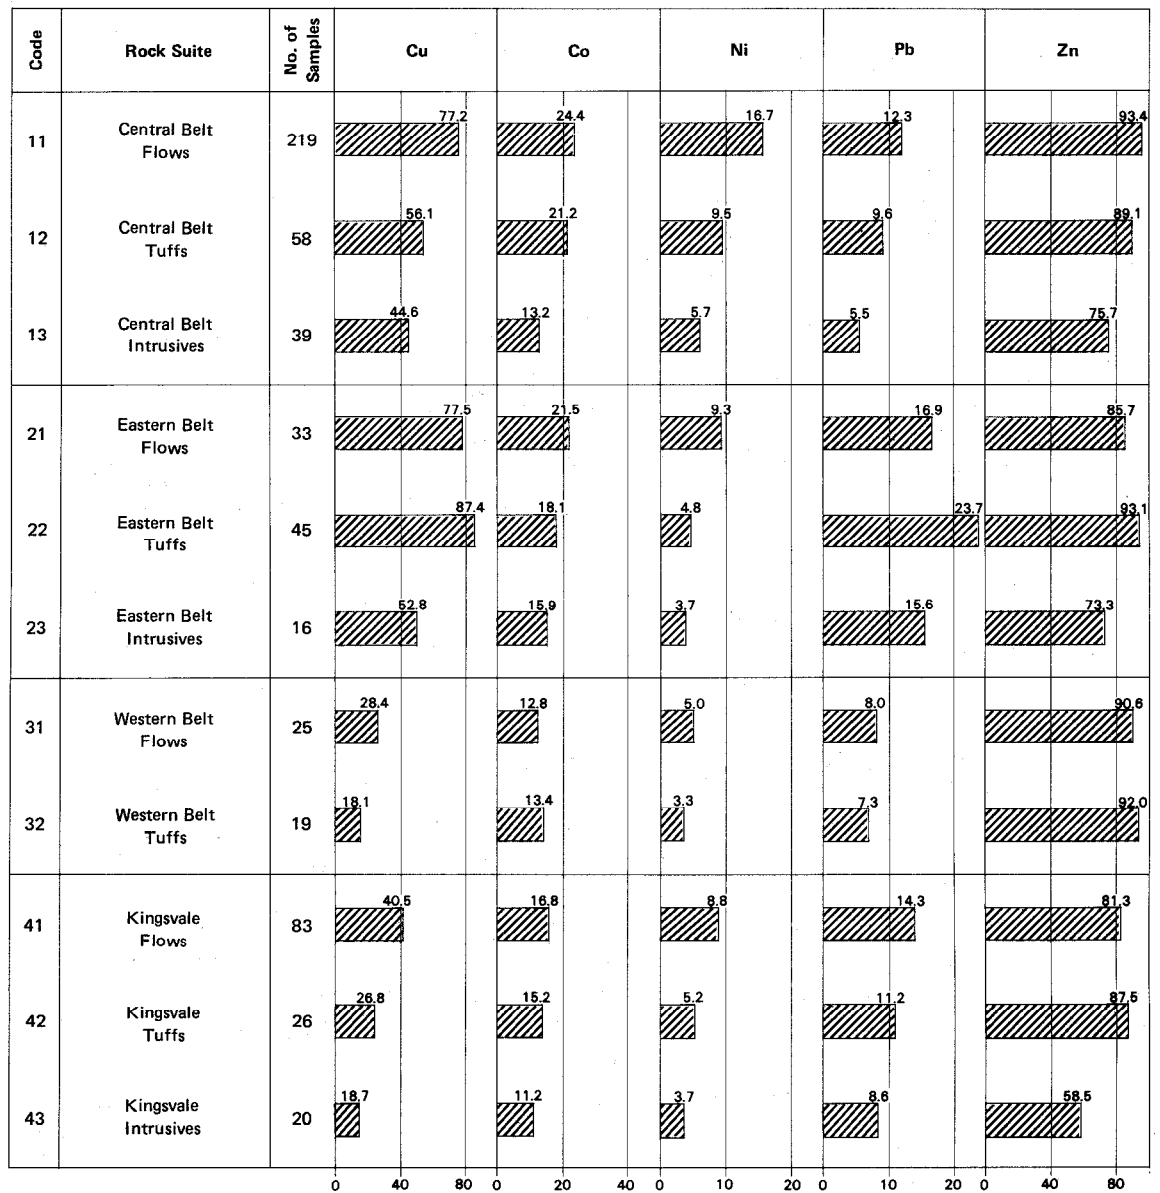 Code Rock Suite No. of Samples Cu Co Ni Pb Zn
11 Central Belt Flows 219 77.2 24.4 16.7 12.3 93.4
12 Central Belt Tuffs 58 56.1 21.2 9.5 9.6 89.1
13 Central Belt Intrusives 39 44.6 13.2 5.7 5.5 75.7
21 Eastern Belt Flows 33 77.5 21.5 9.3 16.9 85.7
22 Eastern Belt Tuffs 45 87.4 18.1 4.8 23.7 93.1
23 Eastern Belt Intrusives 16 52.8 15.9 3.7 15.6 73.3
31 Western Belt Flows 25 28.4 12.8 5.0 8.0 90.6
32 Western Belt Tuffs 19 18.1 13.4 3.3 7.3 92.0
41 Kingsvale Flows 83 40.5 16.8 8.8 14.3 81.3
42 Kingsvale Tuffs 26 26.8 15.2 5.2 11.2 87.5
43 Kingsvale Intrusives 20 18.7 11.2 3.7 8.6 58.5
0 40 80 0 20 40 0 10 20 0 10 20 0 40 80